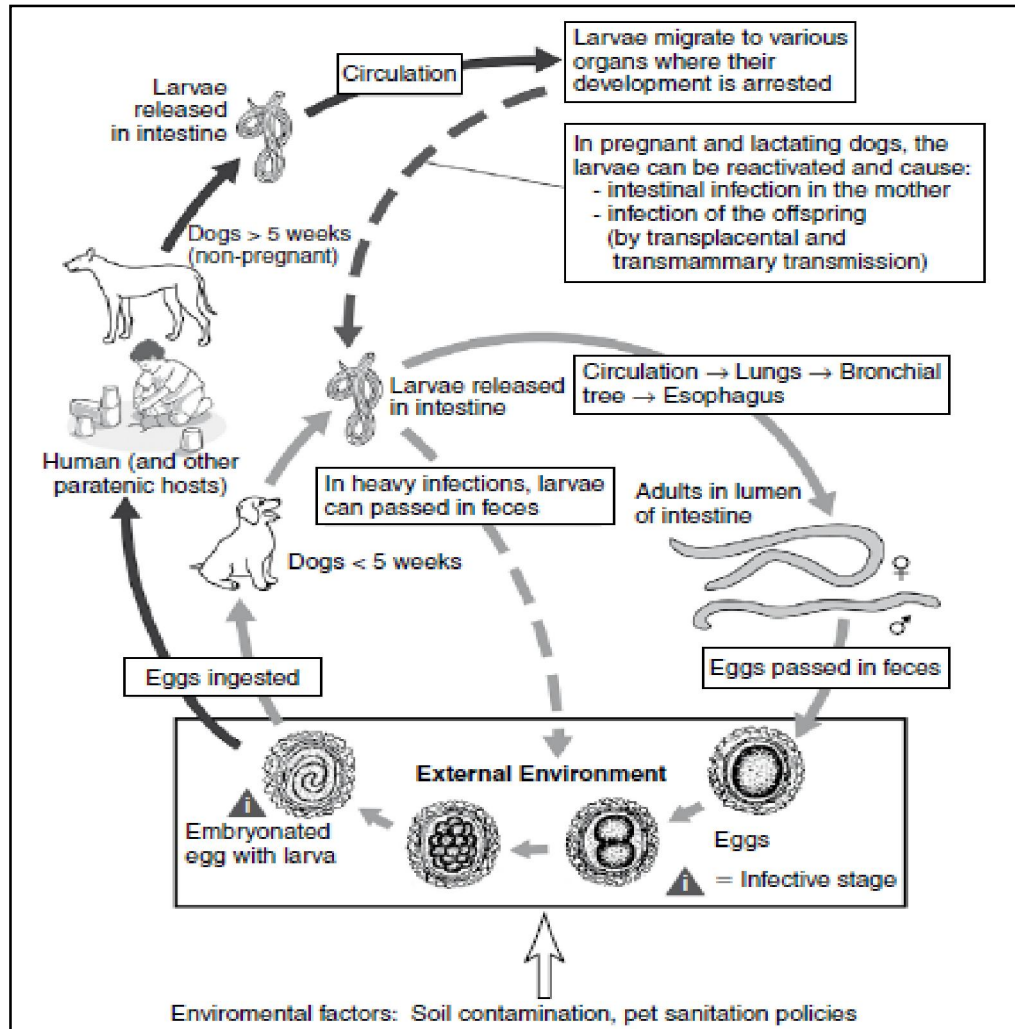 Larvae migrate to various
organs where their
development is arrested
Circulation
Larvae
released
in intestine
In pregnant and lactating dogs, the
larvae can be reactivated and cause:
- intestinal infection in the mother
- infection of the offspring
(by transplacental and
transmammary transmission)
Dogs > 5 weeks
(non-pregnant)
Larvae released
in intestine
Circulation → Lungs → Bronchial
tree → Esophagus
Human (and other
paratenic hosts)
In heavy infections, larvae
can passed in feces
Adults in lumen
of intestine
♀
♂
Dogs < 5 weeks
Eggs ingested
Eggs passed in feces
External Environment
i
Embryonated
egg with larva
Eggs
i = Infective stage
Enviromental factors: Soil contamination, pet sanitation policies